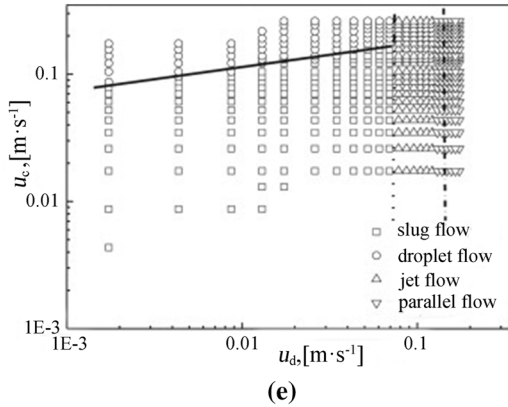 0.1
0.01
1E-3
u_c,[m·s⁻¹]
slug flow
droplet flow
jet flow
parallel flow
1E-3 0.01 0.1
u_d,[m·s⁻¹]
(e)